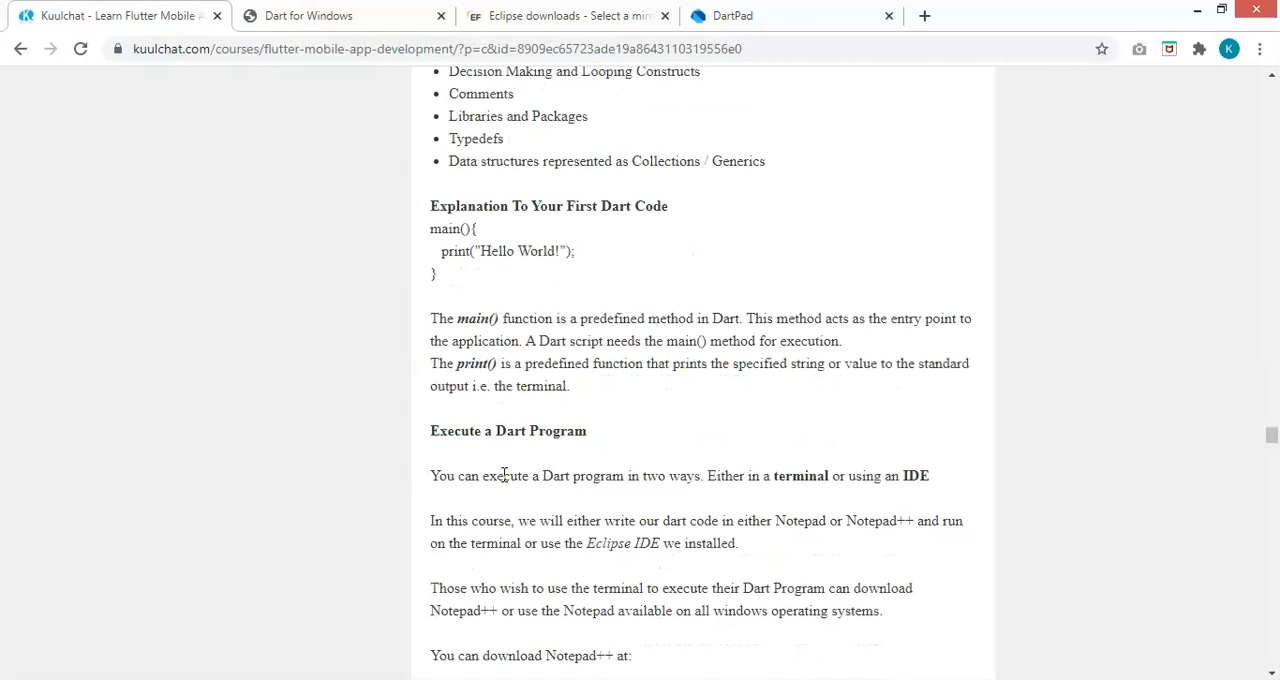 Kuulchat - Learn Flutter Mobile A
Dart for Windows
Eclipse downloads - Select a mirr
DartPad
kuulchat.com/courses/flutter-mobile-app-development/?p=c&id=8909ec65723ade19a86431103195 56e0
K
• Decision Making and Looping Constructs
• Comments
• Libraries and Packages
• Typedefs
• Data structures represented as Collections / Generics
Explanation To Your First Dart Code
main(){
print("Hello World!");
}
The main() function is a predefined method in Dart. This method acts as the entry point to
the application. A Dart script needs the main() method for execution.
The print() is a predefined function that prints the specified string or value to the standard
output i.e. the terminal.
Execute a Dart Program
You can execute a Dart program in two ways. Either in a terminal or using an IDE
In this course, we will either write our dart code in either Notepad or Notepad++ and run
on the terminal or use the Eclipse IDE we installed.
Those who wish to use the terminal to execute their Dart Program can download
Notepad++ or use the Notepad available on all windows operating systems.
You can download Notepad++ at: